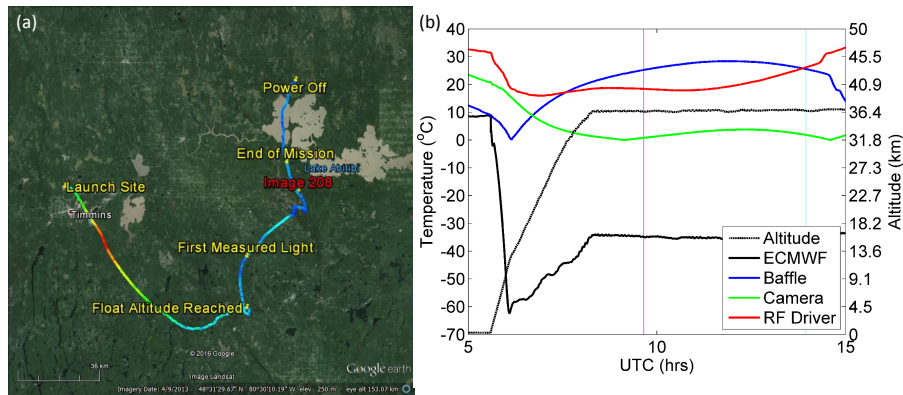 (a)
Power Off
End of Mission
Lake Abitibi
Image 208
Launch Site
Timmins
First Measured Light
Float Altitude Reached
© 2016 Google
36 km
Image Landsat
Google earth
Imagery Date: 4/9/2013 48°31'29.67" N 80°30'10.19" W elev 250 m eye alt 153.07 km
(b)
40 50
30 45.5
20 40.9
10 36.4
0 31.8
-10 27.3
-20 22.7
-30 18.2
-40 13.6
-50 9.1
-60 4.5
-70 0
Temperature (°C)
Altitude (km)
Altitude
ECMWF
Baffle
Camera
RF Driver
5 10 15
UTC (hrs)